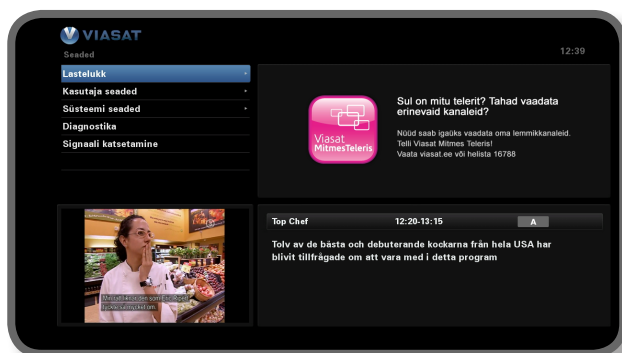 VIASAT
Seaded
12:39
Lastelukk
Kasutaja seaded
Süsteemi seaded
Diagnostika
Signaali katsetamine
Viasat
MitmesTeleris
Sul on mitu telerit? Tahad vaadata
erinevaid kanaleid?
Nüüd saab igaüks vaadata oma lemmikkanaleid.
Telli Viasat Mitmes Teleris!
Vaata viasat.ee või helista 16788
Top Chef 12:20-13:15 A
Tolv av de bästa och debuterande kockarna från hela USA har
blivit tillfrågade om att vara med i detta program